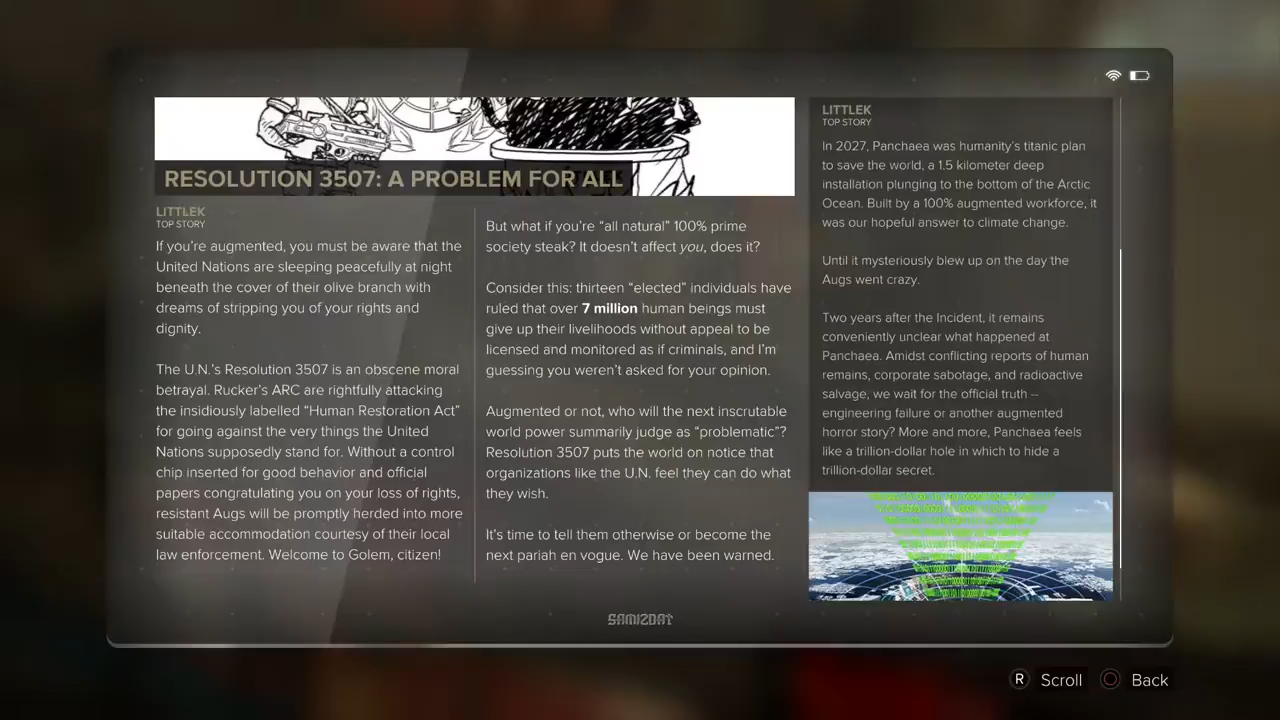 RESOLUTION 3507: A PROBLEM FOR ALL
LITTLEK
TOP STORY
If you're augmented, you must be aware that the
United Nations are sleeping peacefully at night
beneath the cover of their olive branch with
dreams of stripping you of your rights and
dignity.
The U.N.'s Resolution 3507 is an obscene moral
betrayal. Rucker's ARC are rightfully attacking
the insidiously labelled “Human Restoration Act”
for going against the very things the United
Nations supposedly stand for. Without a control
chip inserted for good behavior and official
papers congratulating you on your loss of rights,
resistant Augs will be promptly herded into more
suitable accommodation courtesy of their local
law enforcement. Welcome to Golem, citizen!
But what if you're “all natural” 100% prime
society steak? It doesn't affect you, does it?
Consider this: thirteen “elected” individuals have
ruled that over 7 million human beings must
give up their livelihoods without appeal to be
licensed and monitored as if criminals, and I'm
guessing you weren't asked for your opinion.
Augmented or not, who will the next inscrutable
world power summarily judge as “problematic”?
Resolution 3507 puts the world on notice that
organizations like the U.N. feel they can do what
they wish.
It's time to tell them otherwise or become the
next pariah en vogue. We have been warned.
LITTLEK
TOP STORY
In 2027, Panchaea was humanity's titanic plan
to save the world, a 1.5 kilometer deep
installation plunging to the bottom of the Arctic
Ocean. Built by a 100% augmented workforce, it
was our hopeful answer to climate change.
Until it mysteriously blew up on the day the
Augs went crazy.
Two years after the Incident, it remains
conveniently unclear what happened at
Panchaea. Amidst conflicting reports of human
remains, corporate sabotage, and radioactive
salvage, we wait for the official truth --
engineering failure or another augmented
horror story? More and more, Panchaea feels
like a trillion-dollar hole in which to hide a
trillion-dollar secret.
SAMIZDAT
R Scroll Back